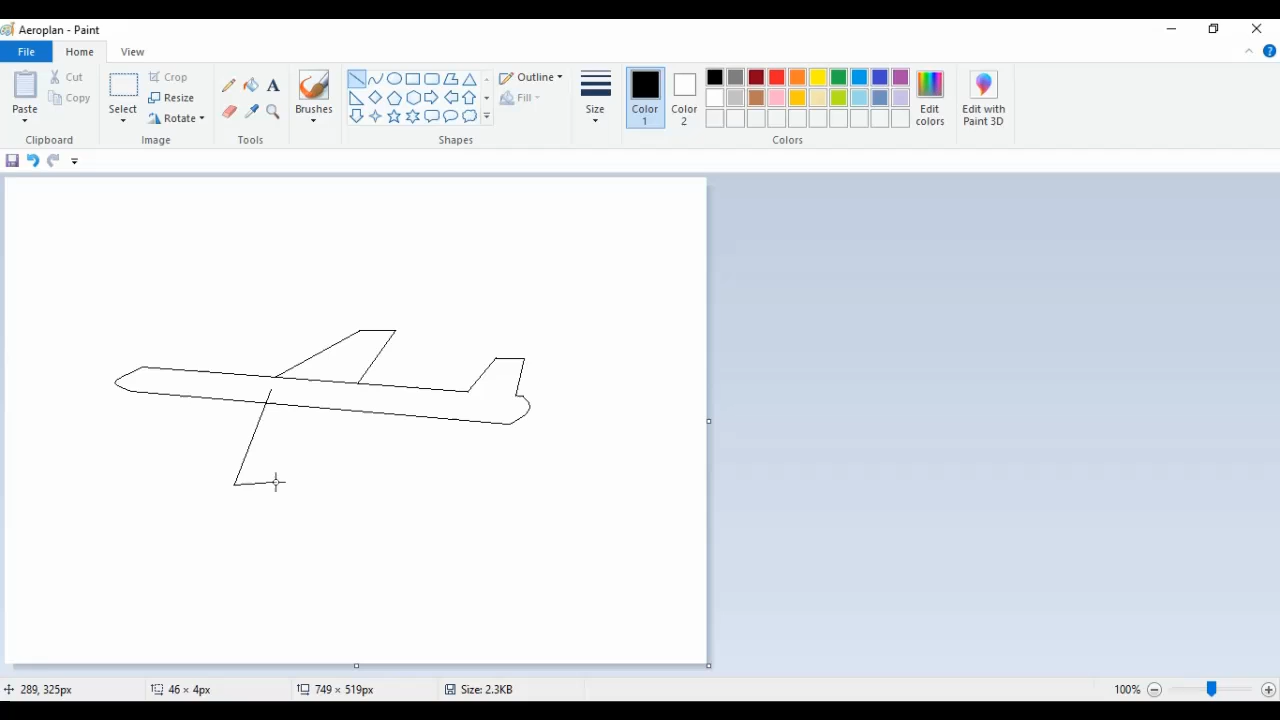 Aeroplan - Paint
File Home View
Paste
Cut
Copy
Clipboard
Select
Crop
Resize
Rotate
Image
A
Tools
Brushes
Outline
Fill
Shapes
Size
Color 1
Color 2
Edit colors
Edit with Paint 3D
Colors
289, 325px 46 × 4px 749 × 519px Size: 2.3KB 100%